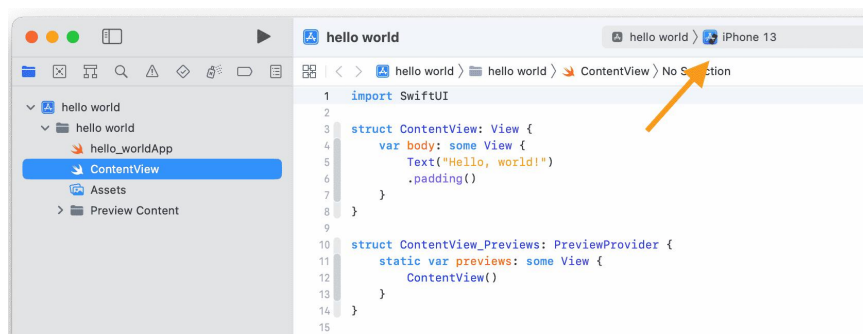 hello world
hello world 〉 iPhone 13
hello world 〉 hello world 〉 ContentView 〉 No Selection
hello world
hello world
hello_worldApp
ContentView
Assets
Preview Content
1 import SwiftUI
2
3 struct ContentView: View {
4 var body: some View {
5 Text("Hello, world!")
6 .padding()
7 }
8 }
9
10 struct ContentView_Previews: PreviewProvider {
11 static var previews: some View {
12 ContentView()
13 }
14 }
15